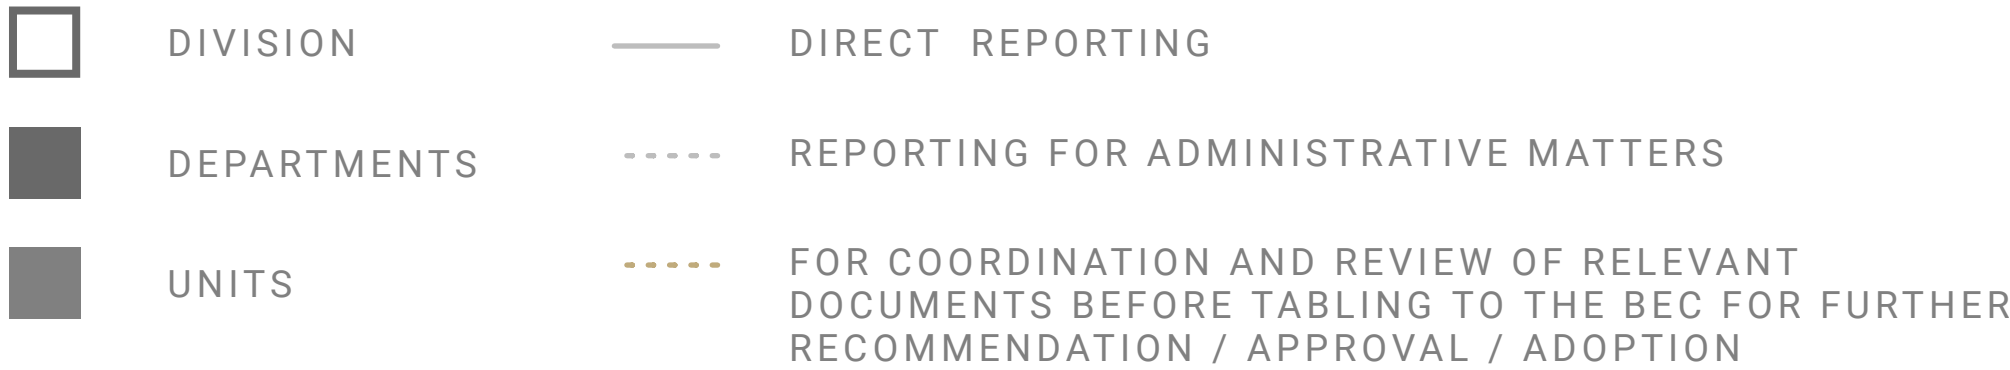 DIVISION
DIRECT REPORTING
DEPARTMENTS
REPORTING FOR ADMINISTRATIVE MATTERS
UNITS
FOR COORDINATION AND REVIEW OF RELEVANT
DOCUMENTS BEFORE TABLING TO THE BEC FOR FURTHER
RECOMMENDATION / APPROVAL / ADOPTION